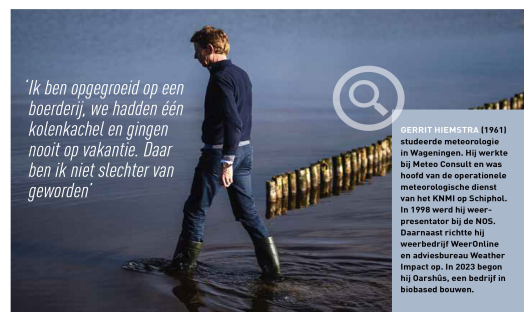 'Ik ben opgegroeid op een
boerderij, we hadden één
kolenkachel en gingen
nooit op vakantie. Daar
ben ik niet slechter van
geworden'
GERRIT HIEMSTRA (1961)
studeerde meteorologie
in Wageningen. Hij werkte
bij Meteo Consult en was
hoofd van de operationele
meteorologische dienst
van het KNMI op Schiphol.
In 1998 werd hij weer-
presentator bij de NOS.
Daarnaast richtte hij
weerbedrijf WeerOnline
en adviesbureau Weather
Impact op. In 2023 begon
hij Oarshûs, een bedrijf in
biobased bouwen.